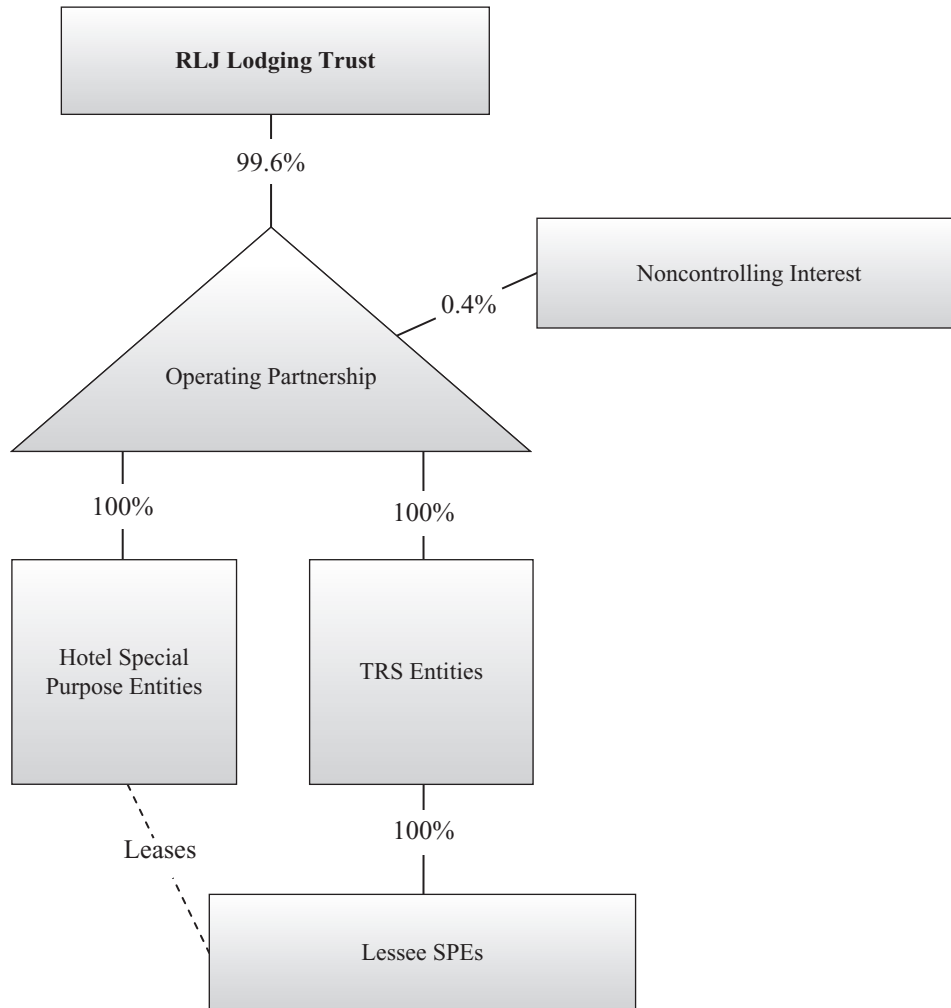 RLJ Lodging Trust
99.6%
Noncontrolling Interest
0.4%
Operating Partnership
100%
100%
Hotel Special
Purpose Entities
TRS Entities
100%
Leases
Lessee SPEs